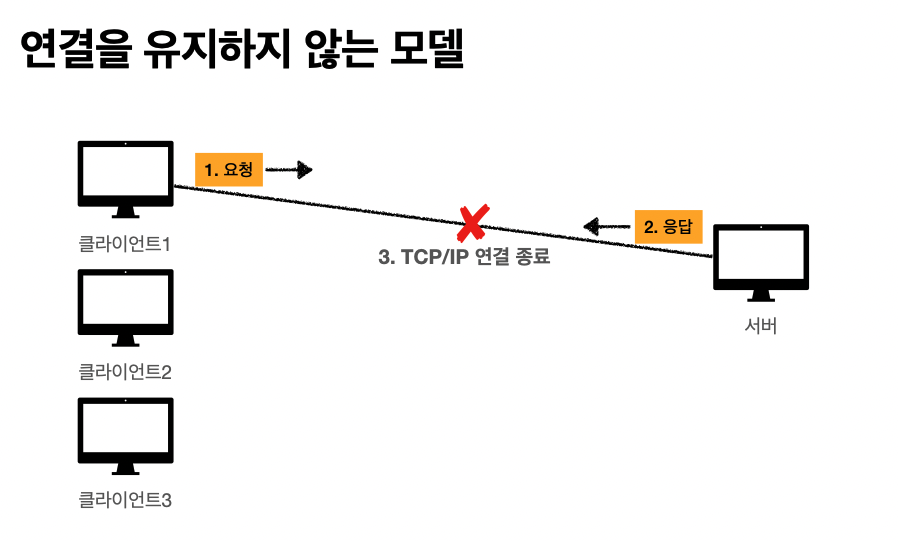 연결을 유지하지 않는 모델
1. 요청
클라이언트1
2. 응답
3. TCP/IP 연결 종료
서버
클라이언트2
클라이언트3